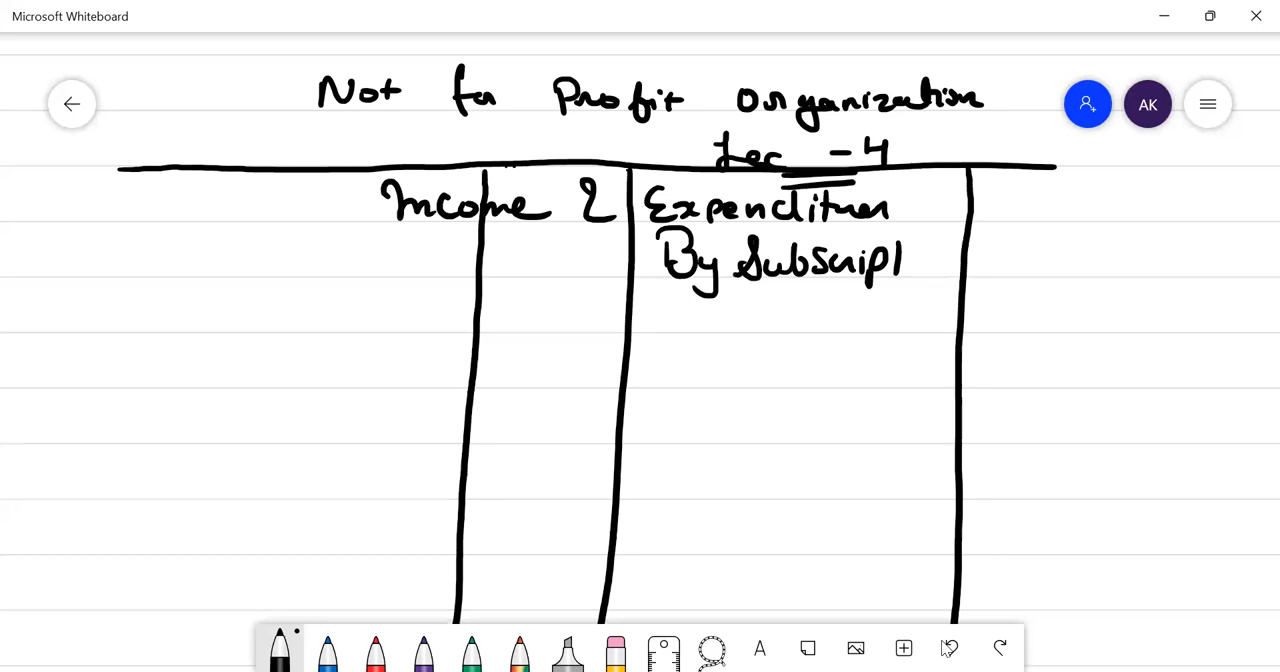 Microsoft Whiteboard
Not for Profit Organization
Lec - 4
AK
Income & Expenditure
By Subscript
A